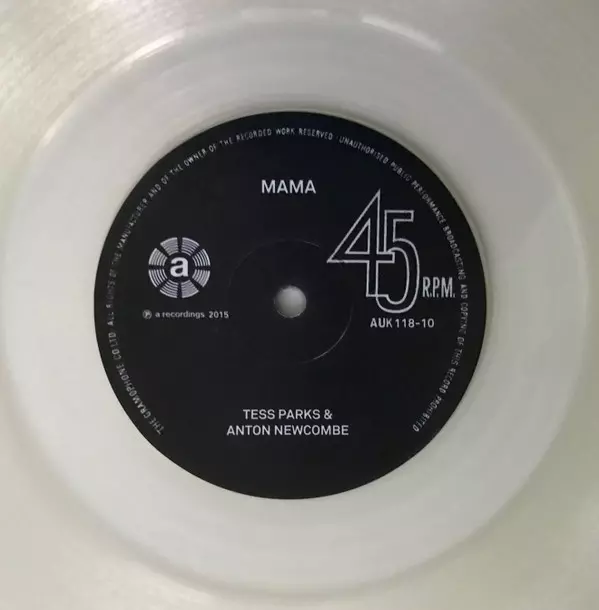 THE GRAMOPHONE CO LTD. ALL RIGHTS OF THE MANUFACTURER AND OF THE OWNER OF THE RECORDED WORK RESERVED. UNAUTHORISED PUBLIC PERFORMANCE BROADCASTING AND COPYING OF THIS RECORD PROHIBITED
MAMA
a
45
R.P.M.
℗ a recordings 2015
AUK 118-10
TESS PARKS &
ANTON NEWCOMBE